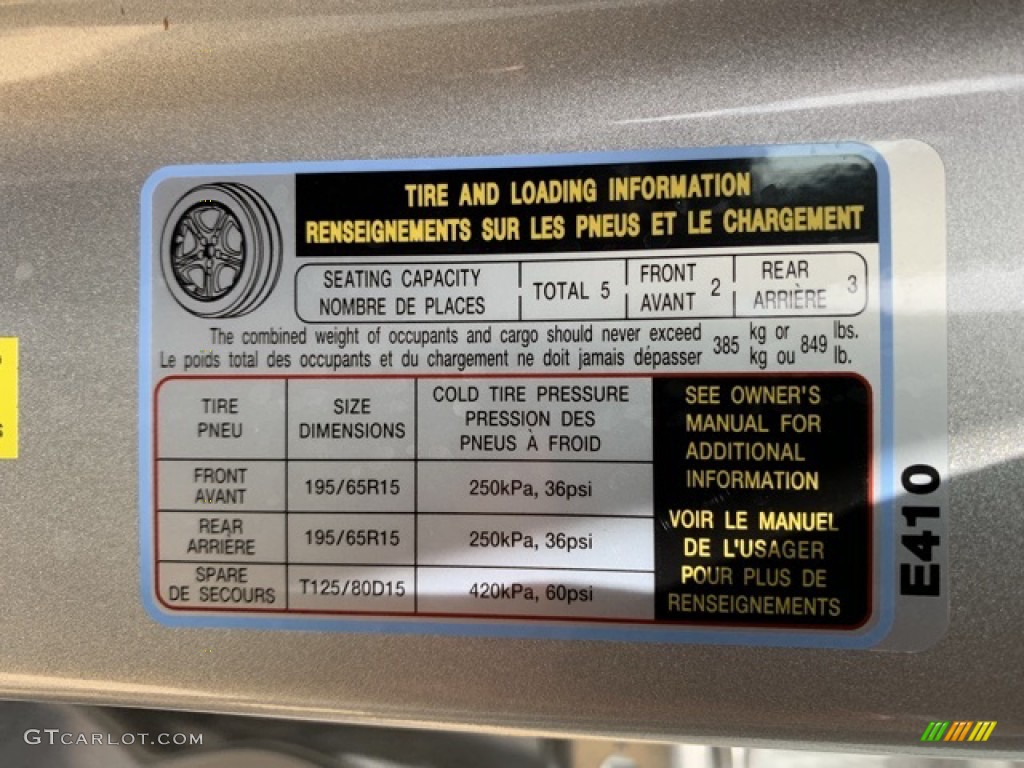 TIRE AND LOADING INFORMATION
RENSEIGNEMENTS SUR LES PNEUS ET LE CHARGEMENT
SEATING CAPACITY
NOMBRE DE PLACES
TOTAL 5
FRONT
AVANT
2
REAR
ARRIÈRE
3
The combined weight of occupants and cargo should never exceed
Le poids total des occupants et du chargement ne doit jamais dépasser
385
kg or
kg ou
849
lbs.
lb.
TIRE
PNEU
SIZE
DIMENSIONS
COLD TIRE PRESSURE
PRESSION DES
PNEUS À FROID
FRONT
AVANT
195/65R15
250kPa, 36psi
REAR
ARRIÈRE
195/65R15
250kPa, 36psi
SPARE
DE SECOURS
T125/80D15
420kPa, 60psi
SEE OWNER'S
MANUAL FOR
ADDITIONAL
INFORMATION
VOIR LE MANUEL
DE L'USAGER
POUR PLUS DE
RENSEIGNEMENTS
E410
GTCARLOT.COM